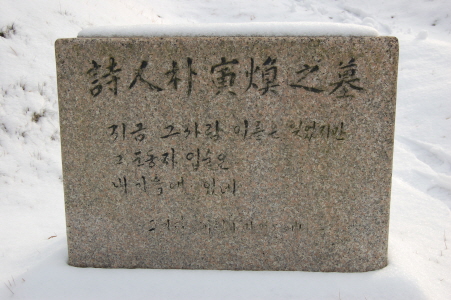 詩人朴寅煥之墓
지금 그사람 이름은 잊었지만
그 눈동자 입술은
내 가슴에 있네